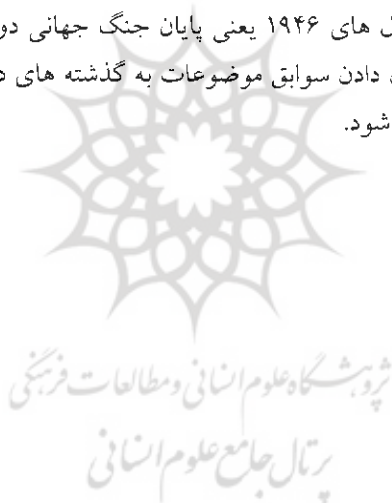 ل های ۱۹۴۶ یعنی پایان جنگ جهانی دو
دادن سوابق موضوعات به گذشته های د
شود.
پژوهشگاه علوم انسانی و مطالعات فرهنگی
پرتال جامع علوم انسانی